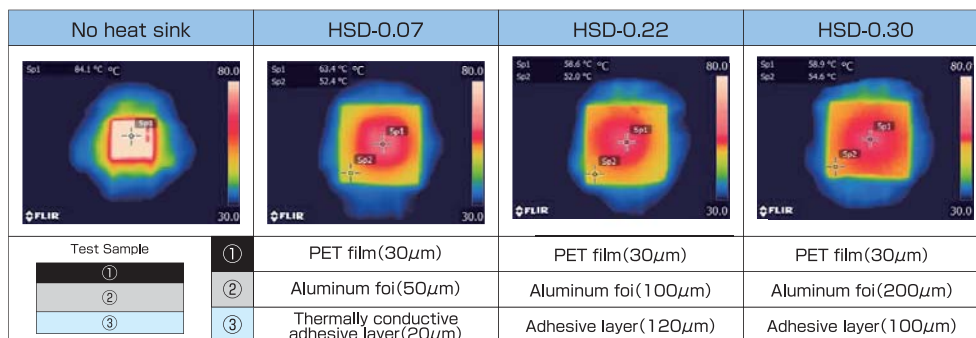 No heat sink
HSD-0.07
HSD-0.22
HSD-0.30
Sp1 84.1 °C °C 80.0
Sp1
FLIR 30.0
Sp1 63.4 °C °C 80.0
Sp2 52.4 °C
Sp1
Sp2
FLIR 30.0
Sp1 58.6 °C °C 80.0
Sp2 52.0 °C
Sp1
Sp2
FLIR 30.0
Sp1 58.9 °C °C 80.0
Sp2 54.6 °C
Sp1
Sp2
FLIR 30.0
Test Sample
①
②
③
① PET film(30μm) PET film(30μm) PET film(30μm)
② Aluminum foi(50μm) Aluminum foi(100μm) Aluminum foi(200μm)
③ Thermally conductive
adhesive layer(20μm) Adhesive layer(120μm) Adhesive layer(100μm)